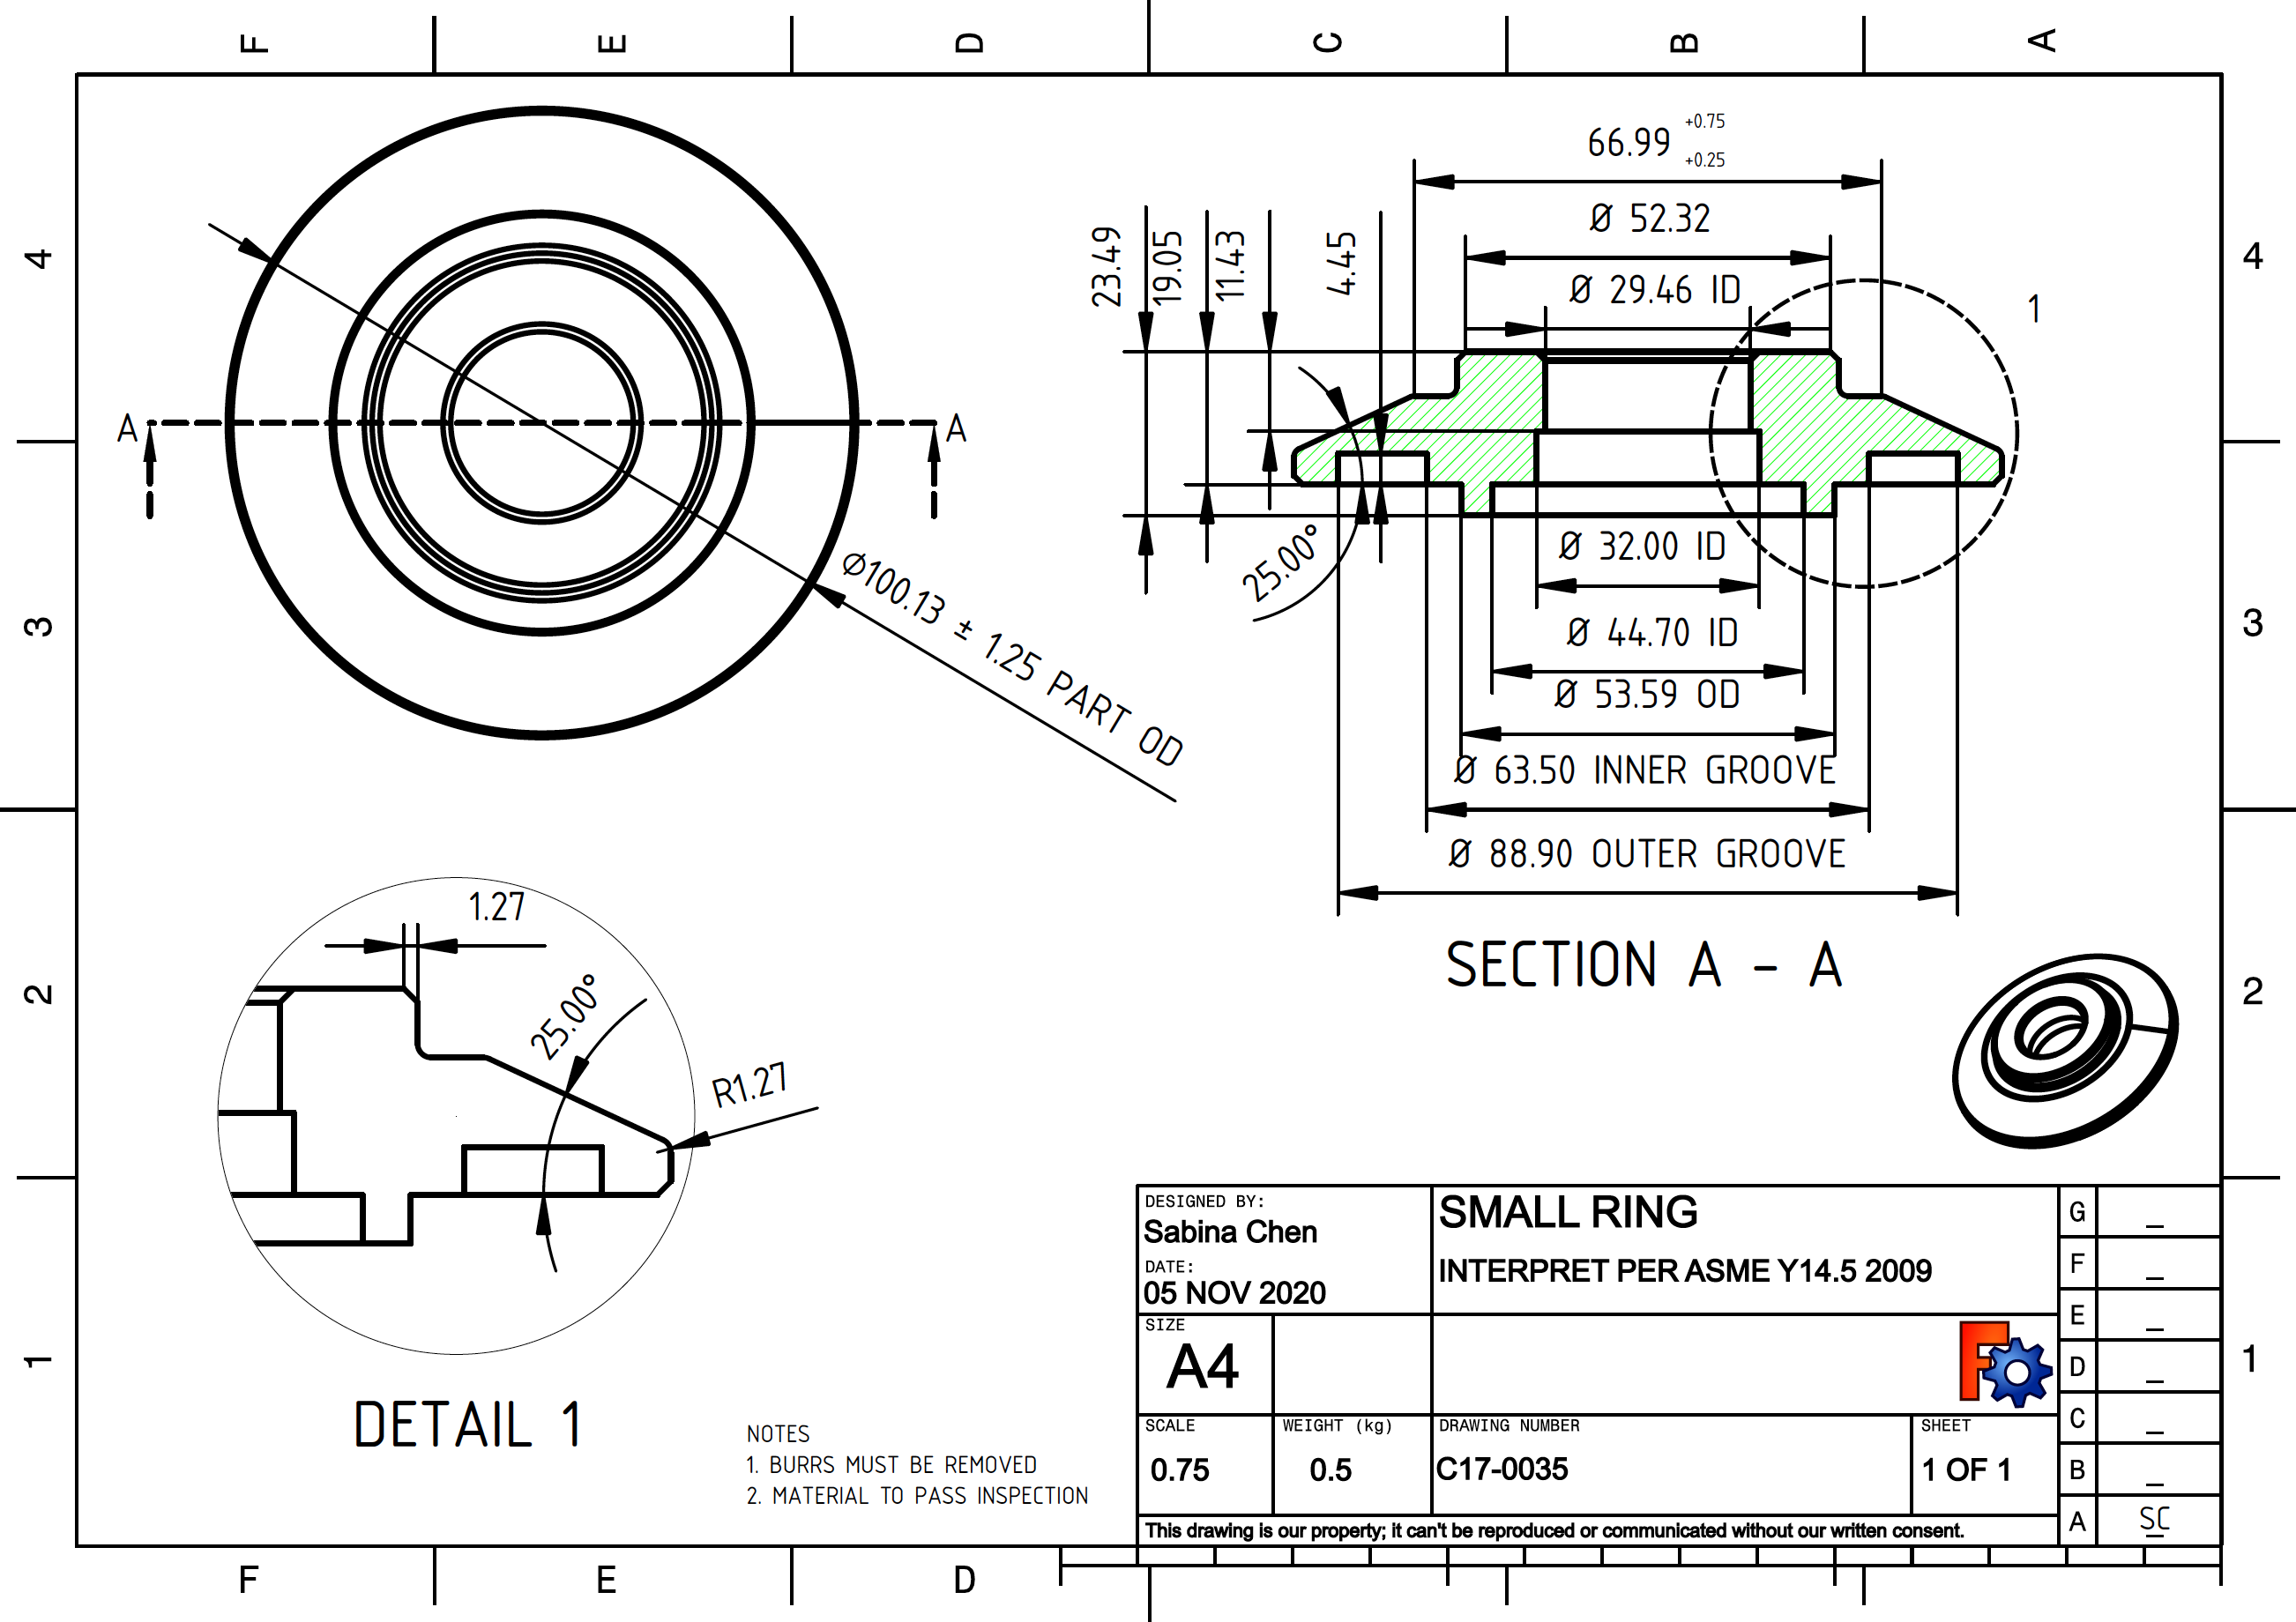 F E D C B A
4
3
2
1
4
3
2
1
F E D
A A
Ø100.13 ± 1.25 PART OD
66.99 +0.75 +0.25
Ø 52.32
Ø 29.46 ID
23.49
19.05
11.43
4.45
1
25.00°
Ø 32.00 ID
Ø 44.70 ID
Ø 53.59 OD
Ø 63.50 INNER GROOVE
Ø 88.90 OUTER GROOVE
SECTION A - A
1.27
25.00°
R1.27
DETAIL 1
NOTES
1. BURRS MUST BE REMOVED
2. MATERIAL TO PASS INSPECTION
DESIGNED BY:
Sabina Chen
DATE:
05 NOV 2020
SMALL RING
INTERPRET PER ASME Y14.5 2009
SIZE
A4
SCALE
0.75
WEIGHT (kg)
0.5
DRAWING NUMBER
C17-0035
SHEET
1 OF 1
This drawing is our property; it can't be reproduced or communicated without our written consent.
G _
F _
E _
D _
C _
B _
A SC